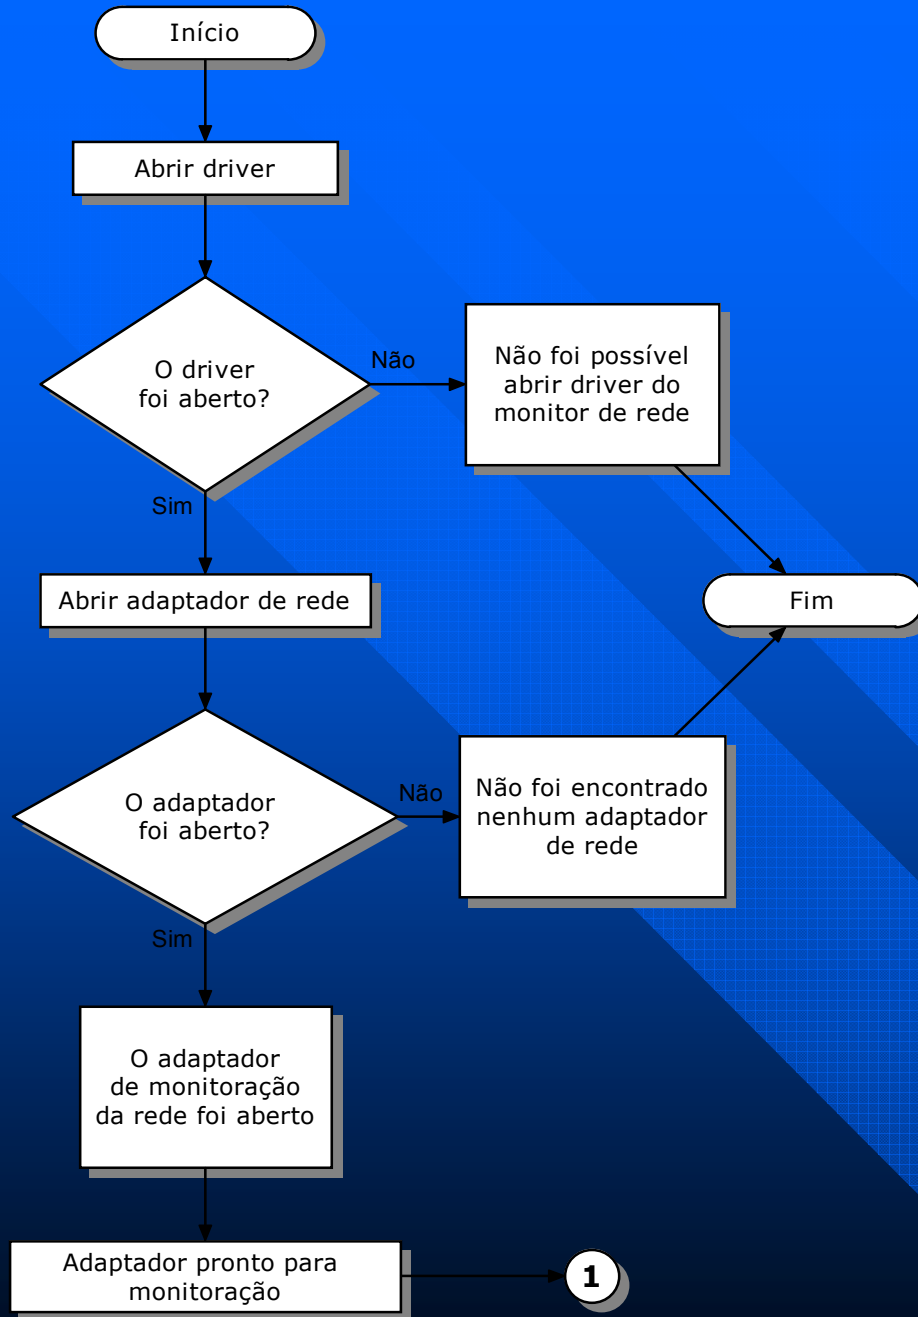 Início
Abrir driver
O driver
foi aberto?
Não
Não foi possível
abrir driver do
monitor de rede
Sim
Abrir adaptador de rede
Fim
O adaptador
foi aberto?
Não
Não foi encontrado
nenhum adaptador
de rede
Sim
O adaptador
de monitoração
da rede foi aberto
Adaptador pronto para
monitoração
1